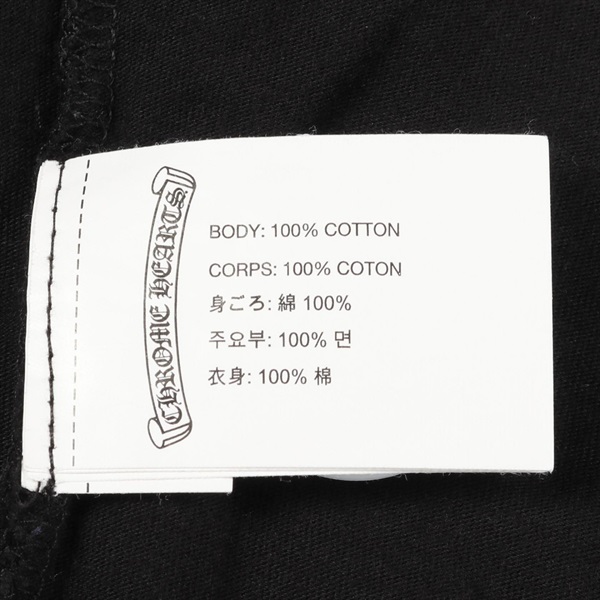 CHROME HEARTS
BODY: 100% COTTON
CORPS: 100% COTON
身ごろ: 綿 100%
주요부: 100% 면
衣身: 100% 棉